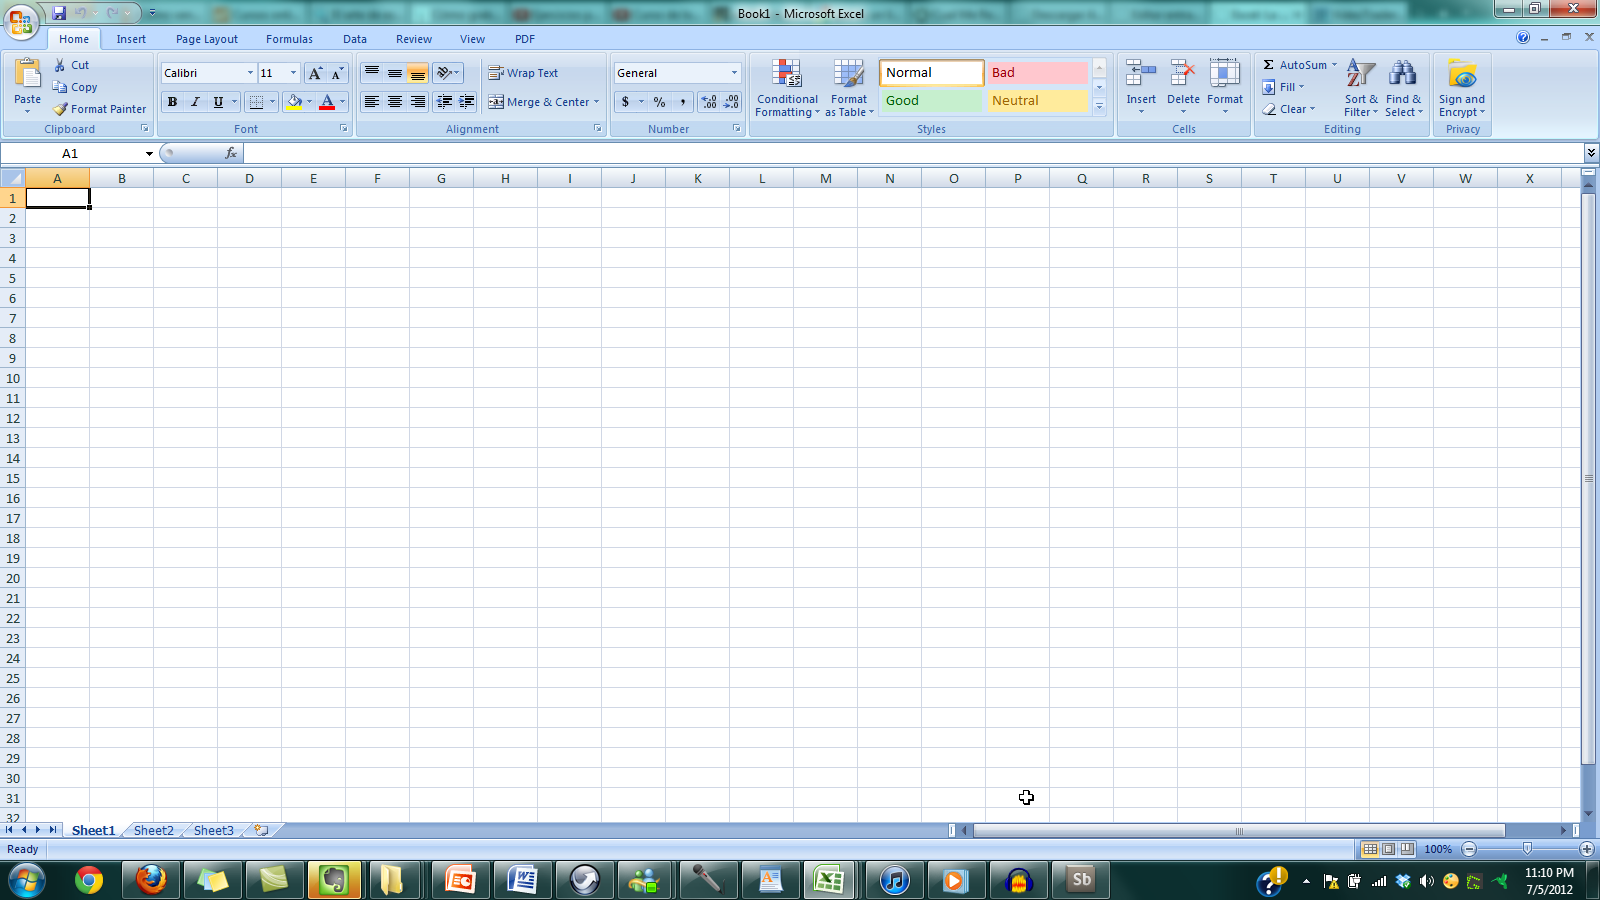 Book1 - Microsoft Excel
Home Insert Page Layout Formulas Data Review View PDF
Paste
Cut
Copy
Format Painter
Clipboard
Calibri 11
B I U
Font
Wrap Text
Merge & Center
Alignment
General
$ % ,
Number
Conditional Formatting
Format as Table
Normal Bad
Good Neutral
Styles
Insert Delete Format
Cells
Σ AutoSum
Fill
Clear
Sort & Filter
Find & Select
Editing
Sign and Encrypt
Privacy
A1 fx
A B C D E F G H I J K L M N O P Q R S T U V W X
1
2
3
4
5
6
7
8
9
10
11
12
13
14
15
16
17
18
19
20
21
22
23
24
25
26
27
28
29
30
31
32
Sheet1 Sheet2 Sheet3
Ready 100%
Sb
11:10 PM
7/5/2012